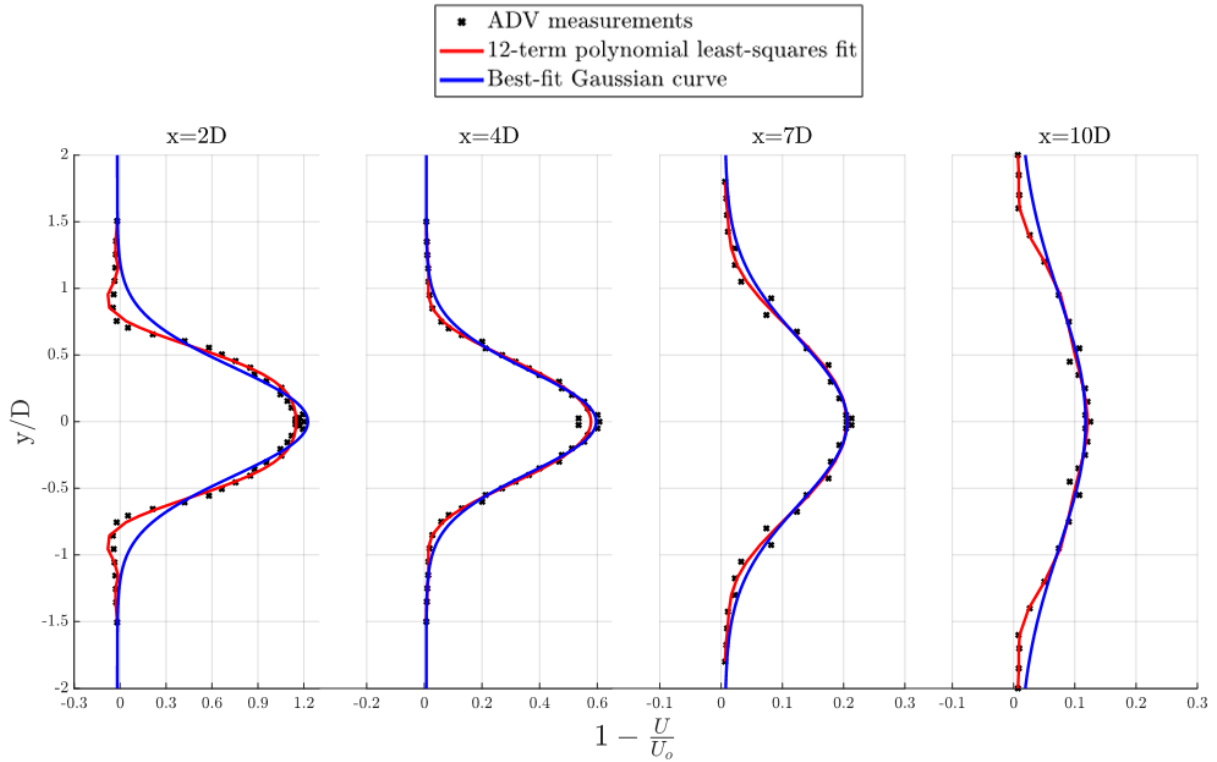 ADV measurements
12-term polynomial least-squares fit
Best-fit Gaussian curve
x=2D x=4D x=7D x=10D
2
1.5
1
0.5
0
-0.5
-1
-1.5
-2
y/D
-0.3 0 0.3 0.6 0.9 1.2 -0.2 0 0.2 0.4 0.6 -0.1 0 0.1 0.2 0.3 -0.1 0 0.1 0.2 0.3
1 − U/Uo